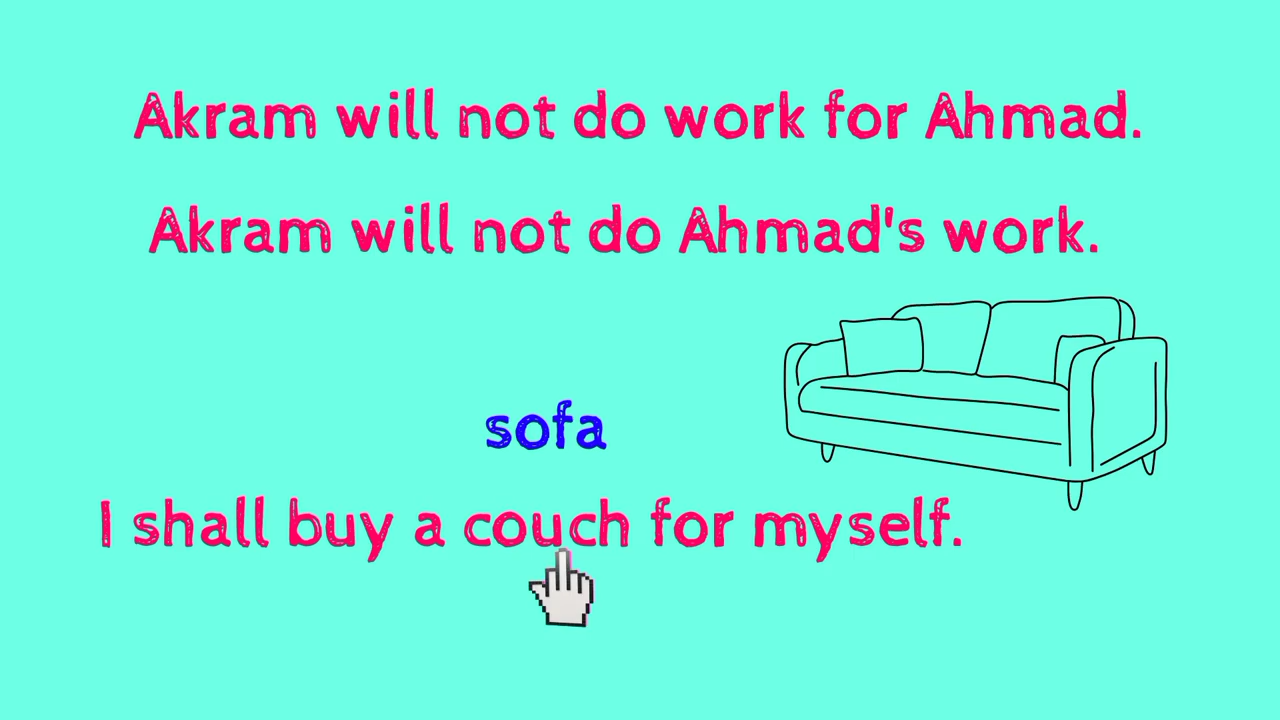 Akram will not do work for Ahmad.
Akram will not do Ahmad's work.
sofa
I shall buy a couch for myself.